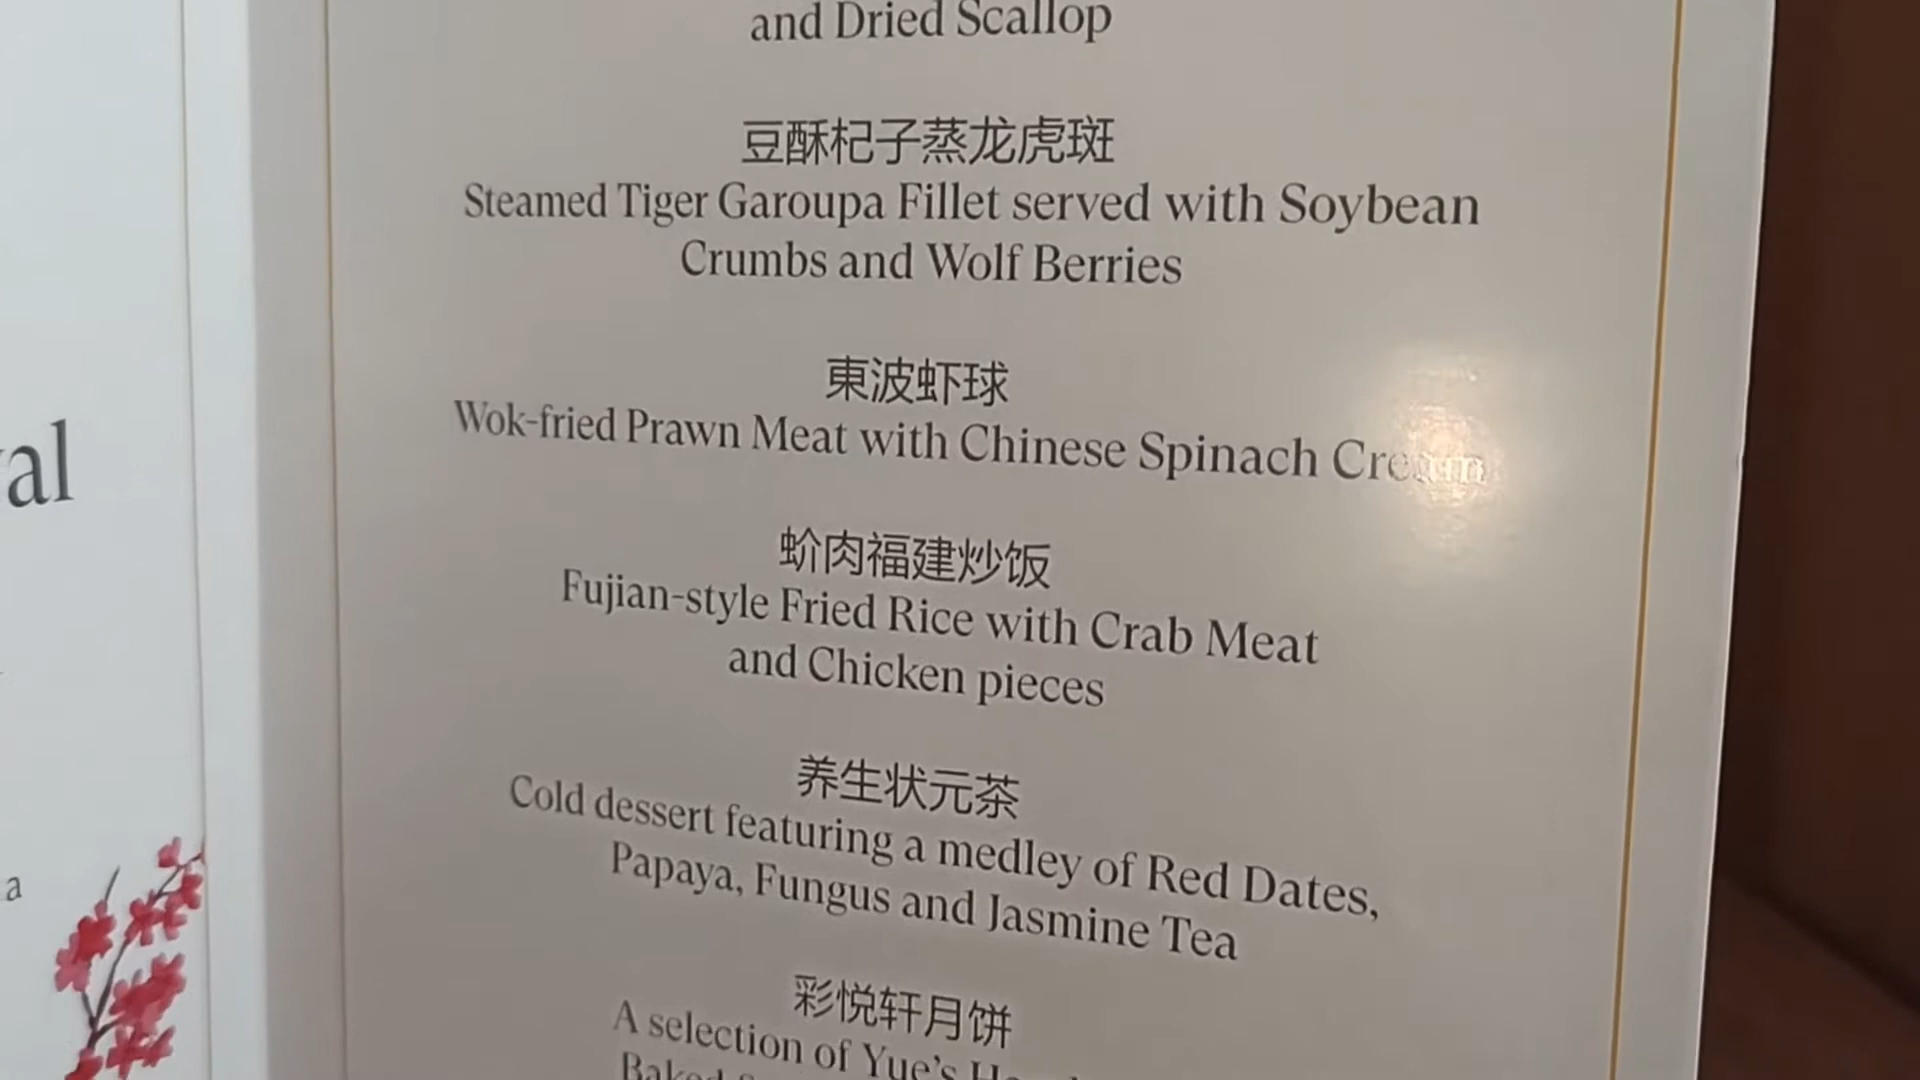 and Dried Scallop
豆酥杞子蒸龙虎斑
Steamed Tiger Garoupa Fillet served with Soybean
Crumbs and Wolf Berries
東波虾球
Wok-fried Prawn Meat with Chinese Spinach Cream
蚧肉福建炒饭
Fujian-style Fried Rice with Crab Meat
and Chicken pieces
养生状元茶
Cold dessert featuring a medley of Red Dates,
Papaya, Fungus and Jasmine Tea
彩悦轩月饼
A selection of Yue's
al
a